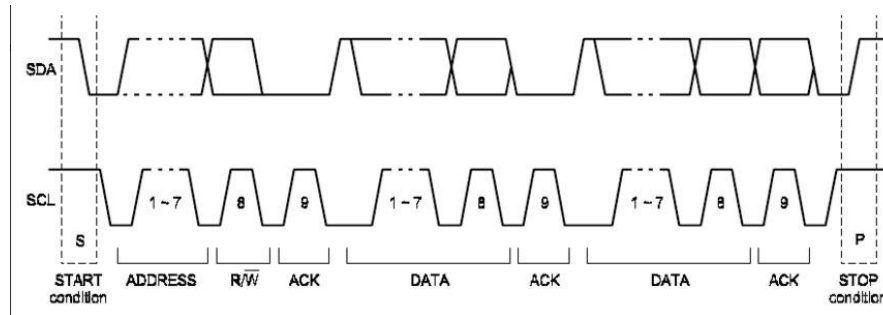 SDA
SCL
1 ~ 7 8 9 1 ~ 7 8 9 1 ~ 7 8 9
S P
START condition ADDRESS R/W̅ ACK DATA ACK DATA ACK STOP condition